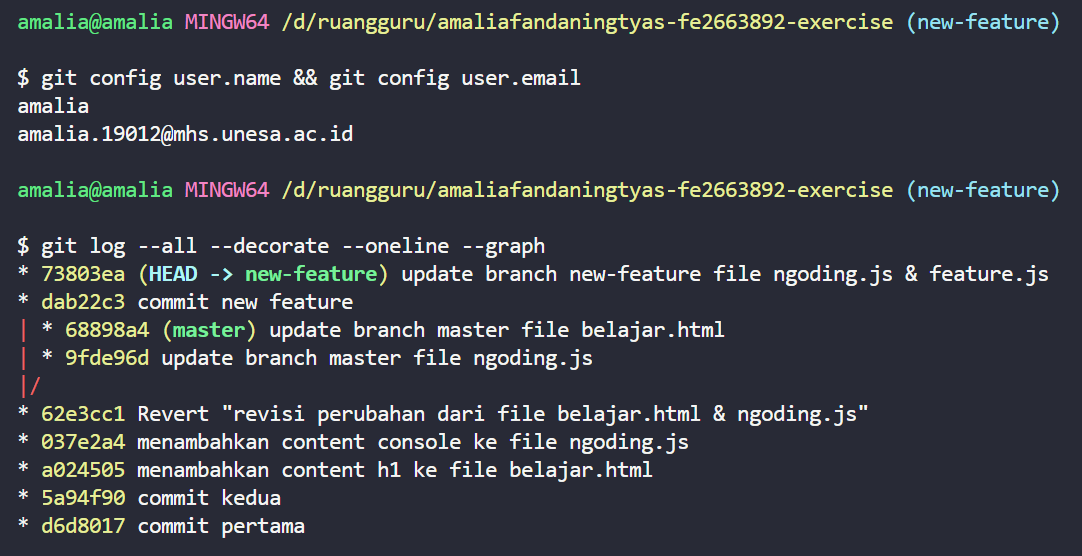 amalia@amalia MINGW64 /d/ruangguru/amaliafandaningtyas-fe2663892-exercise (new-feature)
$ git config user.name && git config user.email
amalia
amalia.19012@mhs.unesa.ac.id
amalia@amalia MINGW64 /d/ruangguru/amaliafandaningtyas-fe2663892-exercise (new-feature)
$ git log --all --decorate --oneline --graph
* 73803ea (HEAD -> new-feature) update branch new-feature file ngoding.js & feature.js
* dab22c3 commit new feature
| * 68898a4 (master) update branch master file belajar.html
| * 9fde96d update branch master file ngoding.js
|/
* 62e3cc1 Revert "revisi perubahan dari file belajar.html & ngoding.js"
* 037e2a4 menambahkan content console ke file ngoding.js
* a024505 menambahkan content h1 ke file belajar.html
* 5a94f90 commit kedua
* d6d8017 commit pertama